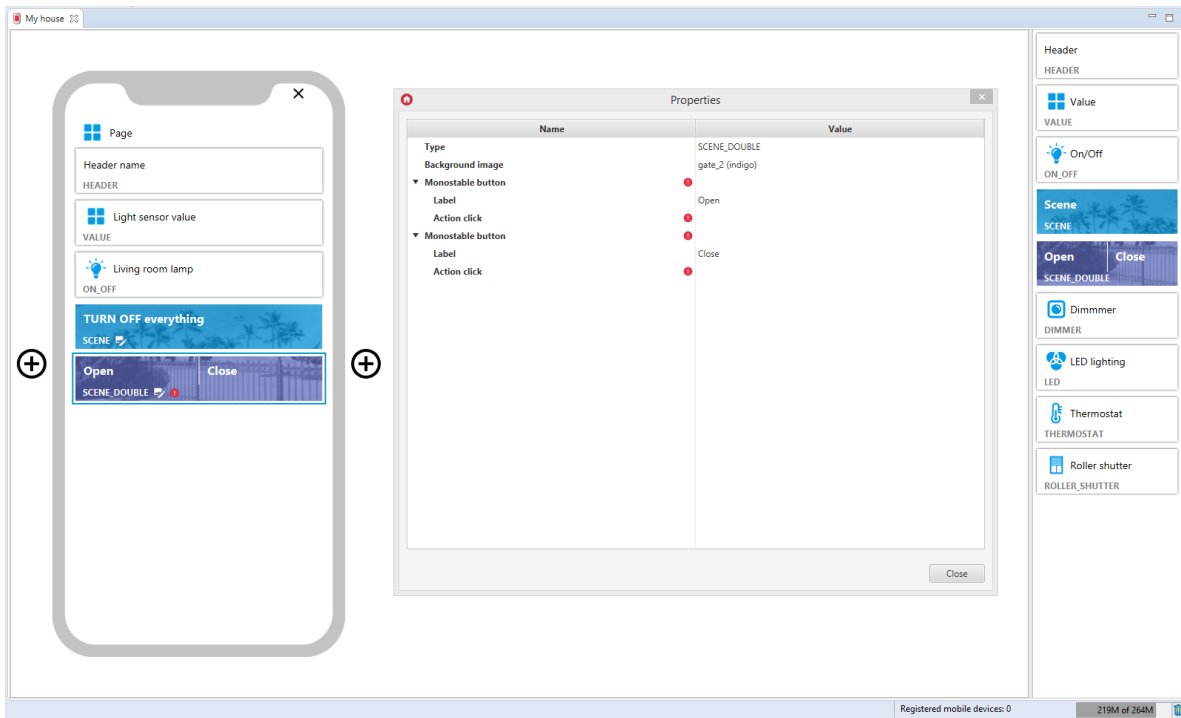 My house
Page
Header name
HEADER
Light sensor value
VALUE
Living room lamp
ON_OFF
TURN OFF everything
SCENE
Open Close
SCENE_DOUBLE
Properties
Name Value
Type SCENE_DOUBLE
Background image gate_2 (indigo)
Monostable button
Label Open
Action click
Monostable button
Label Close
Action click
Close
Header
HEADER
Value
VALUE
On/Off
ON_OFF
Scene
SCENE
Open Close
SCENE_DOUBLE
Dimmmer
DIMMER
LED lighting
LED
Thermostat
THERMOSTAT
Roller shutter
ROLLER_SHUTTER
Registered mobile devices: 0 219M of 264M